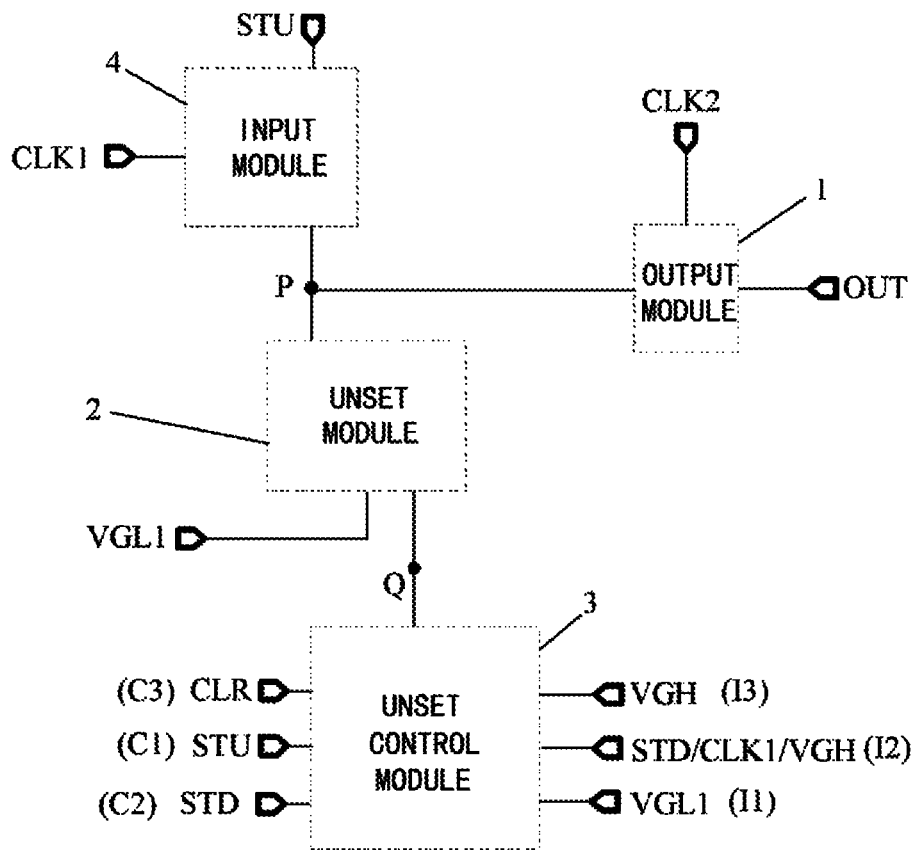 STU
4
INPUT
MODULE
CLK1
CLK2
1
OUTPUT
MODULE
OUT
P
2
UNSET
MODULE
VGL1
Q
3
(C3) CLR
(C1) STU
(C2) STD
UNSET
CONTROL
MODULE
VGH (I3)
STD/CLK1/VGH (I2)
VGL1 (I1)